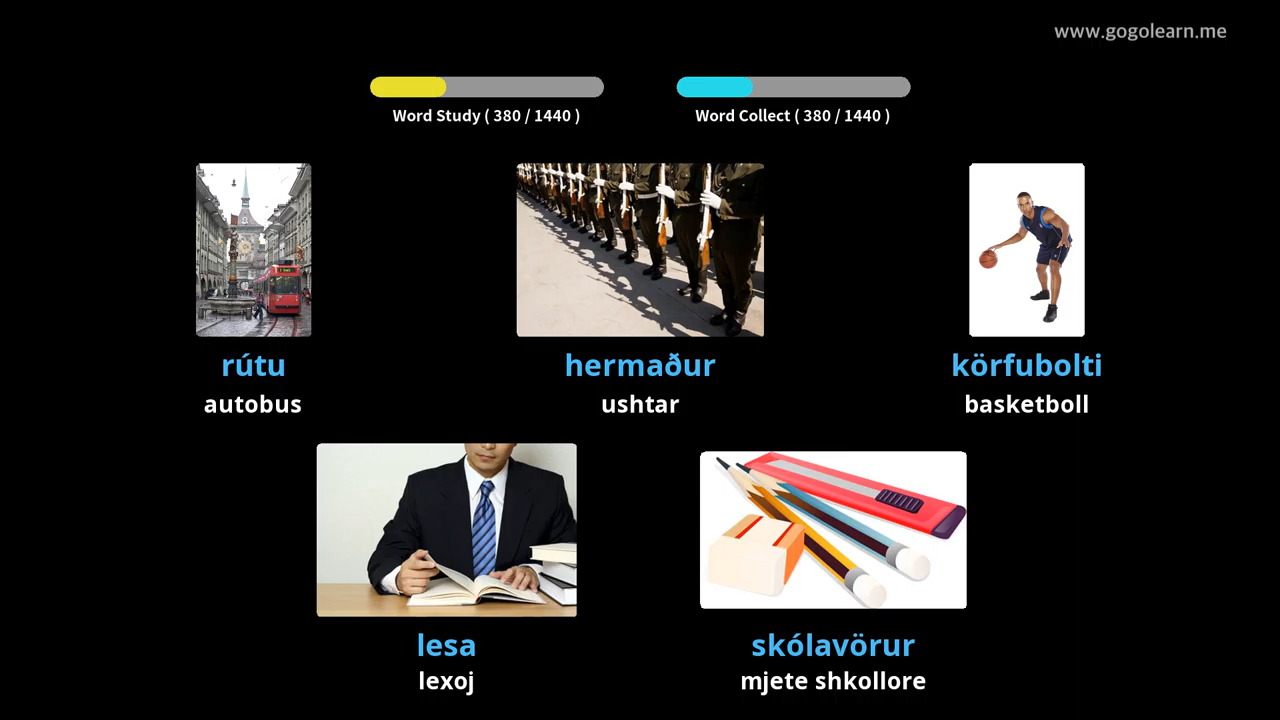 www.gogolearn.me
Word Study ( 380 / 1440 )
Word Collect ( 380 / 1440 )
rútu
autobus
hermaður
ushtar
körfubolti
basketboll
lesa
lexoj
skólavörur
mjete shkollore